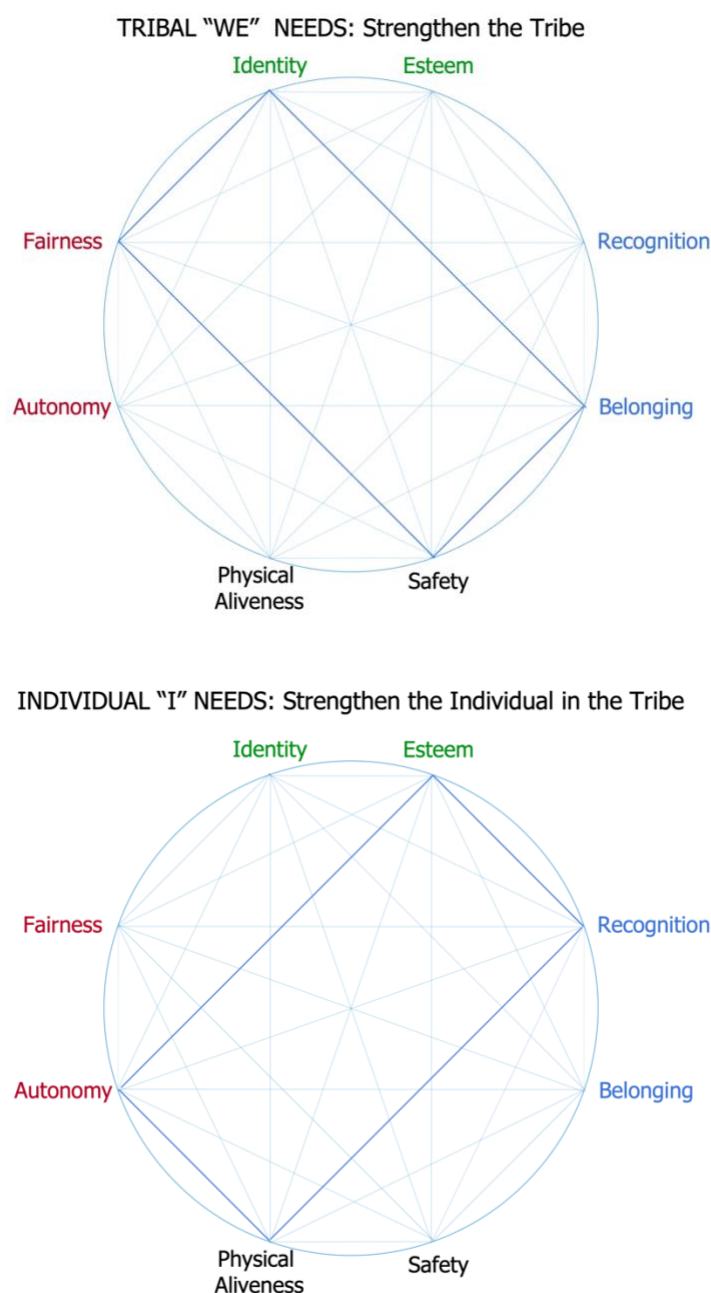 TRIBAL “WE” NEEDS: Strengthen the Tribe
Identity
Esteem
Fairness
Recognition
Autonomy
Belonging
Physical
Aliveness
Safety
INDIVIDUAL “I” NEEDS: Strengthen the Individual in the Tribe
Identity
Esteem
Fairness
Recognition
Autonomy
Belonging
Physical
Aliveness
Safety